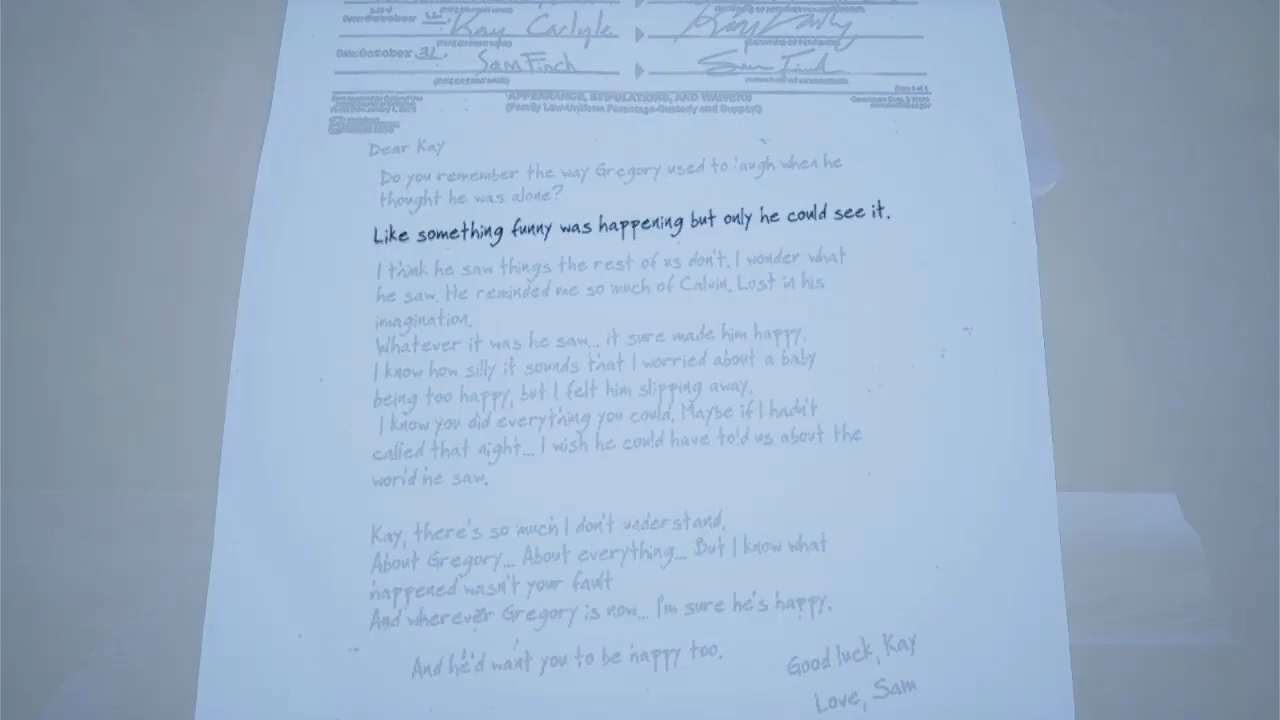 Kay Carlyle
Date: October 31
Sam Finch
Sam Finch
Page 1 of 1
APPEARANCE, STIPULATIONS, AND WAIVERS
(Family Law-Uniform Parentage-Custody and Support)
Dear Kay
Do you remember the way Gregory used to laugh when he
thought he was alone?
Like something funny was happening but only he could see it.
I think he saw things the rest of us don't. I wonder what
he saw. He reminded me so much of Calvin. Lost in his
imagination.
Whatever it was he saw... it sure made him happy.
I know how silly it sounds that I worried about a baby
being too happy, but I felt him slipping away.
I know you did everything you could. Maybe if I hadn't
called that night... I wish he could have told us about the
world he saw.
Kay, there's so much I don't understand.
About Gregory... About everything... But I know what
happened wasn't your fault
And wherever Gregory is now... I'm sure he's happy.
And he'd want you to be happy too.
Good luck, Kay
Love, Sam